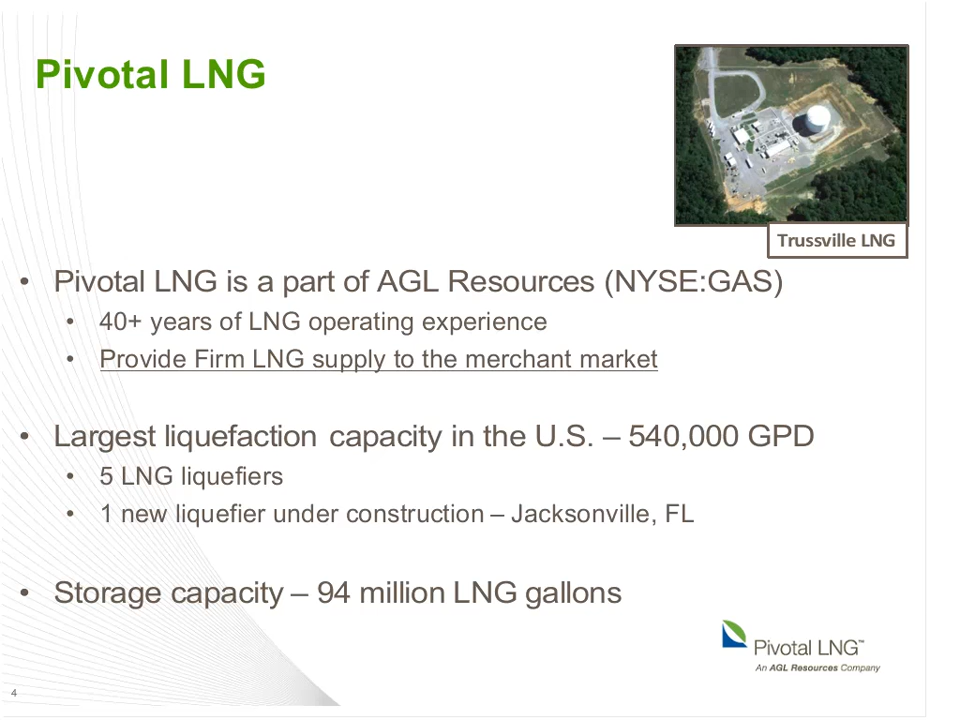 Pivotal LNG
Trussville LNG
• Pivotal LNG is a part of AGL Resources (NYSE:GAS)
• 40+ years of LNG operating experience
• Provide Firm LNG supply to the merchant market
• Largest liquefaction capacity in the U.S. – 540,000 GPD
• 5 LNG liquefiers
• 1 new liquefier under construction – Jacksonville, FL
• Storage capacity – 94 million LNG gallons
Pivotal LNG™
An AGL Resources Company
4